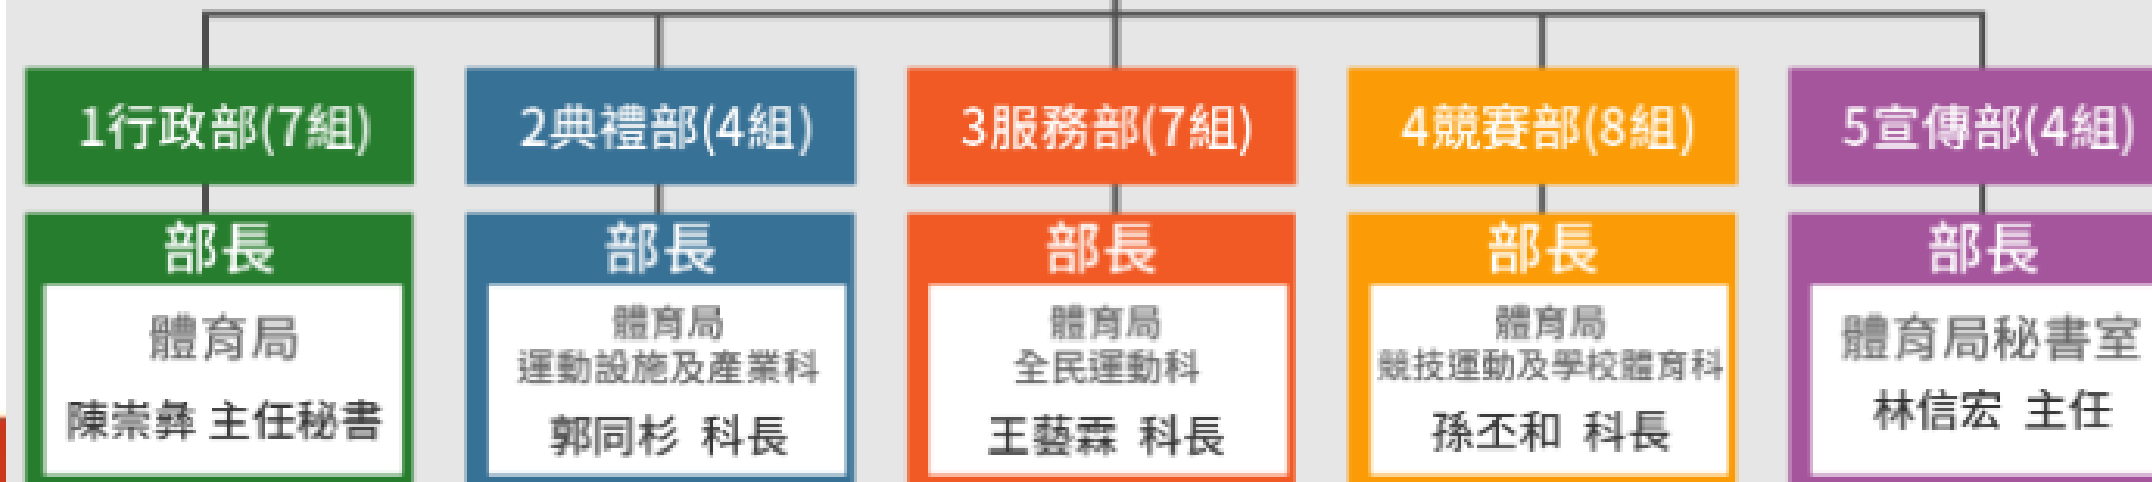 1行政部(7組)
2典禮部(4組)
3服務部(7組)
4競賽部(8組)
5宣傳部(4組)
部長
體育局
陳崇彝 主任秘書
部長
體育局
運動設施及產業科
郭同杉 科長
部長
體育局
全民運動科
王藝霖 科長
部長
體育局
競技運動及學校體育科
孫丕和 科長
部長
體育局秘書室
林信宏 主任